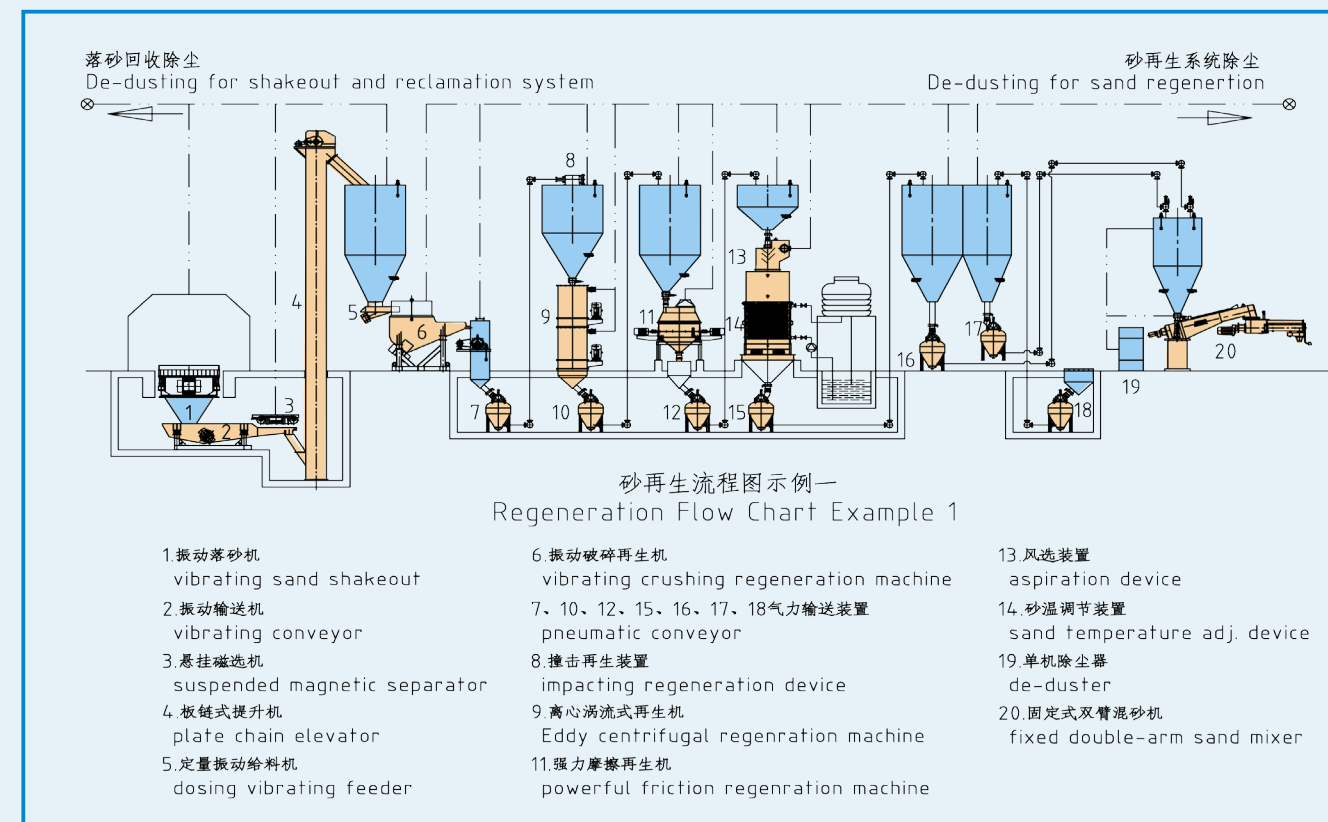 落砂回收除尘
De-dusting for shakeout and reclamation system
砂再生系统除尘
De-dusting for sand regenertion
1
2
3
4
5
6
7
8
9
10
11
12
13
14
15
16
17
18
19
20
砂再生流程图示例一
Regeneration Flow Chart Example 1
1.振动落砂机
vibrating sand shakeout
2.振动输送机
vibrating conveyor
3.悬挂磁选机
suspended magnetic separator
4.板链式提升机
plate chain elevator
5.定量振动给料机
dosing vibrating feeder
6.振动破碎再生机
vibrating crushing regeneration machine
7、10、12、15、16、17、18气力输送装置
pneumatic conveyor
8.撞击再生装置
impacting regeneration device
9.离心涡流式再生机
Eddy centrifugal regenration machine
11.强力摩擦再生机
powerful friction regenration machine
13.风选装置
aspiration device
14.砂温调节装置
sand temperature adj. device
19.单机除尘器
de-duster
20.固定式双臂混砂机
fixed double-arm sand mixer